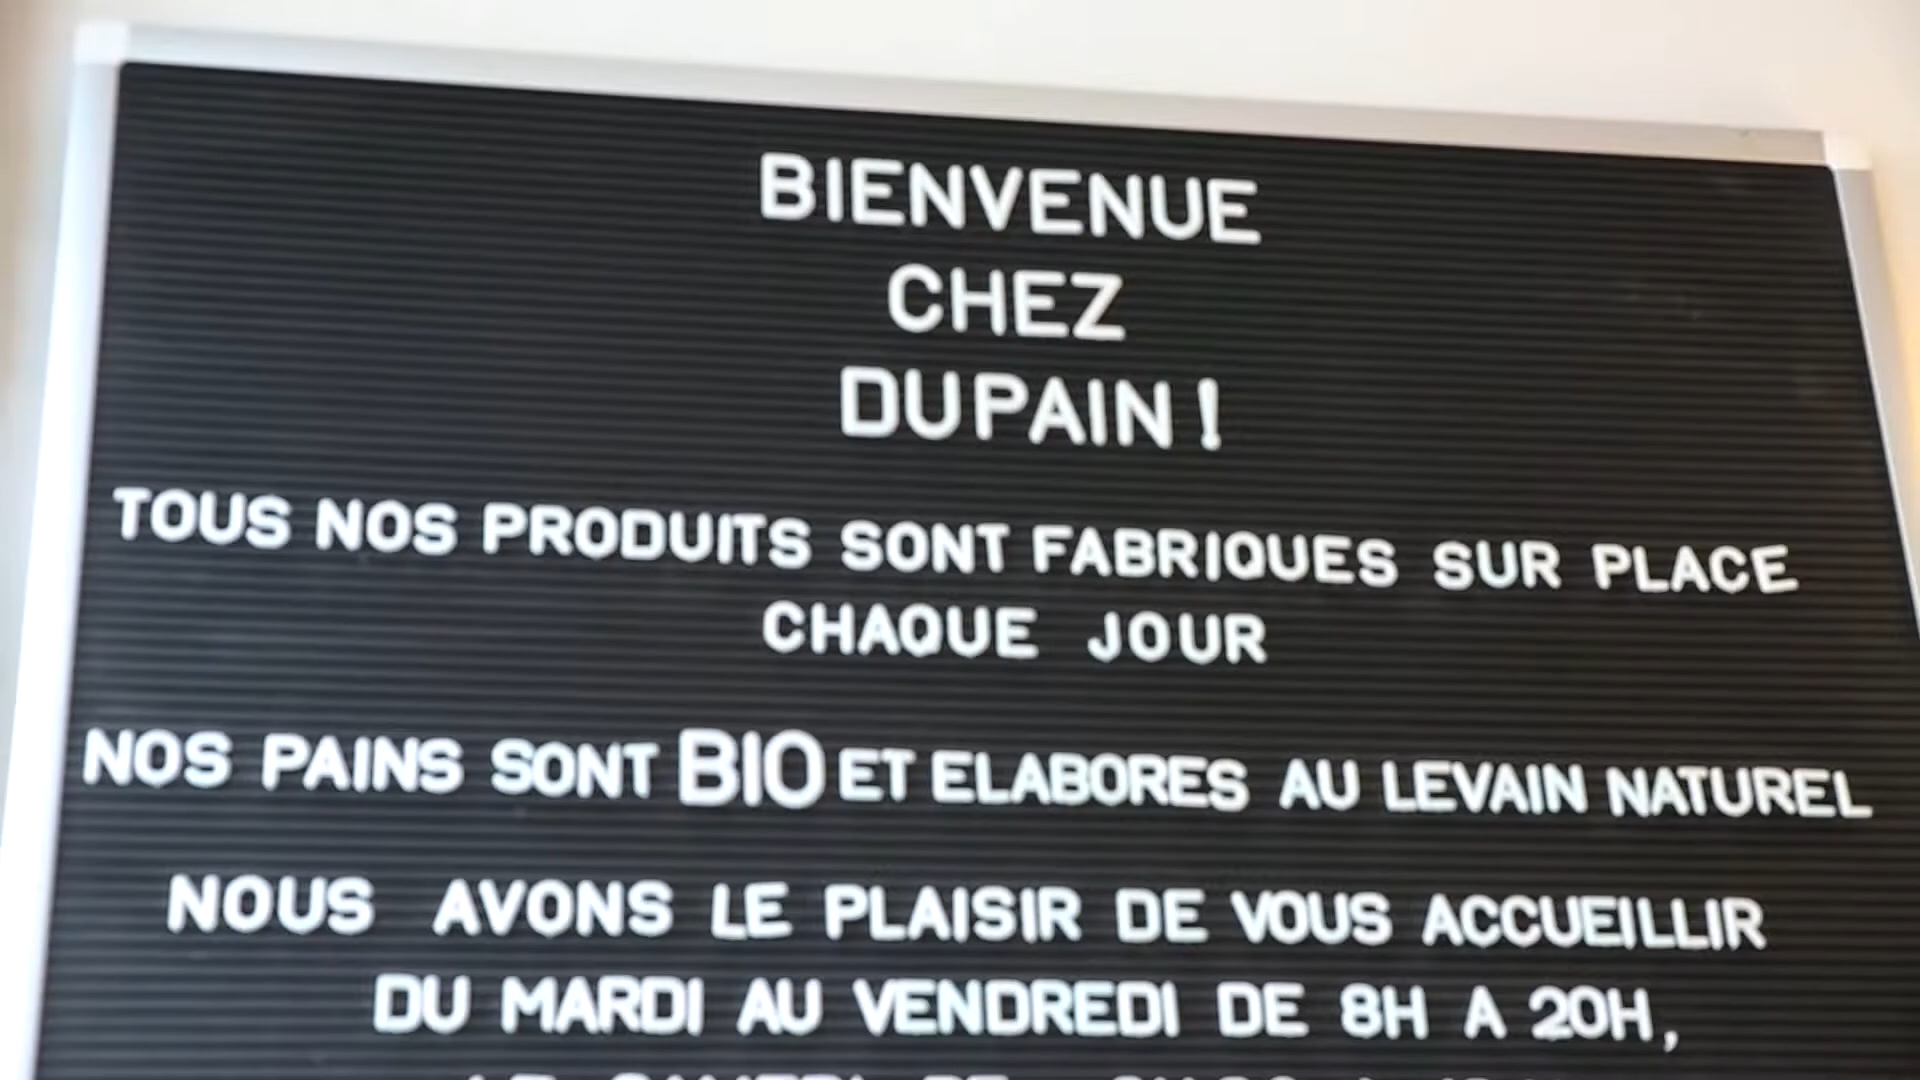 BIENVENUE
CHEZ
DUPAIN !
TOUS NOS PRODUITS SONT FABRIQUES SUR PLACE
CHAQUE JOUR
NOS PAINS SONT BIO ET ELABORES AU LEVAIN NATUREL
NOUS AVONS LE PLAISIR DE VOUS ACCUEILLIR
DU MARDI AU VENDREDI DE 8H A 20H,